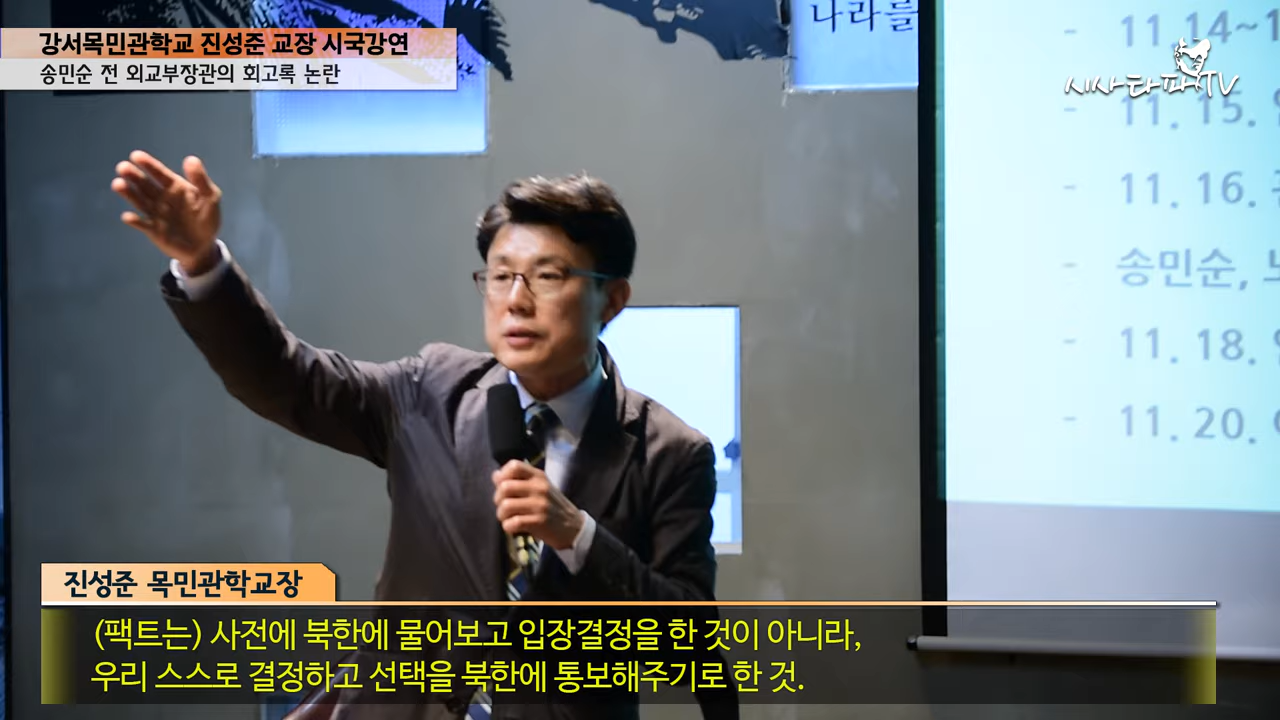 강서목민관학교 진성준 교장 시국강연
송민순 전 외교부장관의 회고록 논란
나라를
시사타파TV
- 11. 14~1
- 11. 15.
- 11. 16.
- 송민순,
- 11. 18.
- 11. 20.
진성준 목민관학교장
(팩트는) 사전에 북한에 물어보고 입장결정을 한 것이 아니라,
우리 스스로 결정하고 선택을 북한에 통보해주기로 한 것.